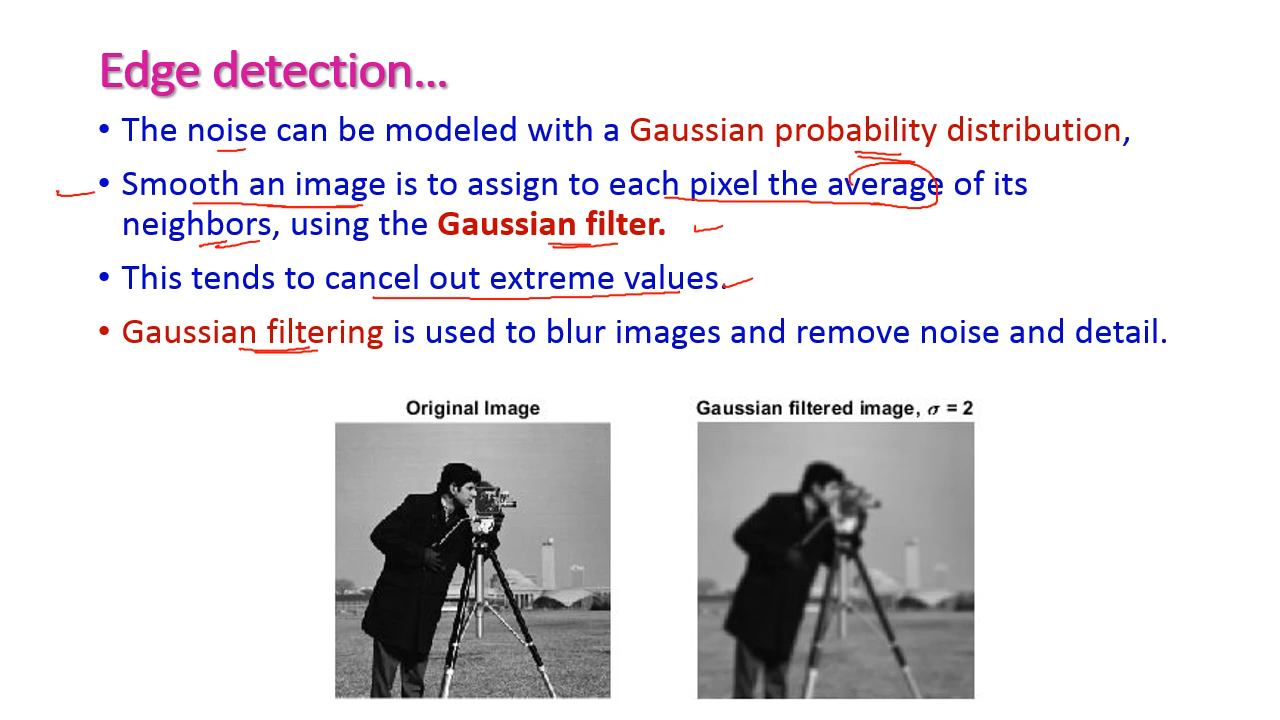 Edge detection...
• The noise can be modeled with a Gaussian probability distribution,
• Smooth an image is to assign to each pixel the average of its
neighbors, using the Gaussian filter.
• This tends to cancel out extreme values.
• Gaussian filtering is used to blur images and remove noise and detail.
Original Image
Gaussian filtered image, σ = 2